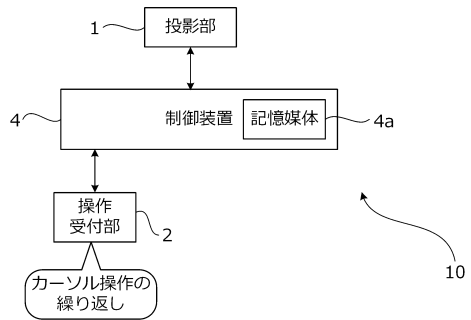 1
投影部
4
制御装置
記憶媒体
4a
操作
受付部
2
カーソル操作の
繰り返し
10